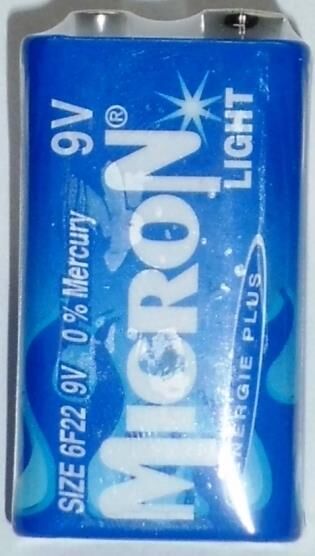 9V
SIZE 6F22 9V 0% Mercury
MICRON®
LIGHT
ENERGIE PLUS